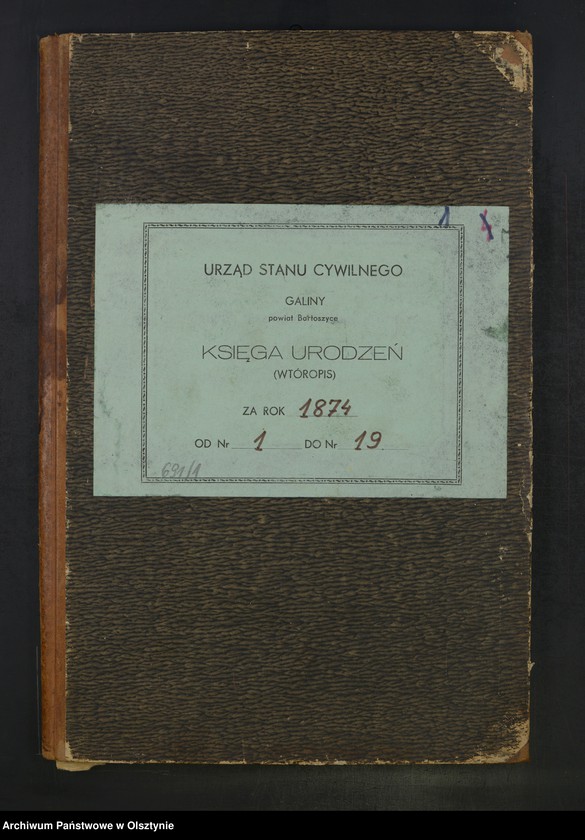 1
URZĄD STANU CYWILNEGO
GALINY
powiat Bartoszyce
KSIĘGA URODZEŃ
(WTÓROPIS)
ZA ROK 1874
OD Nr 1 DO Nr 19
691/1
Archiwum Państwowe w Olsztynie